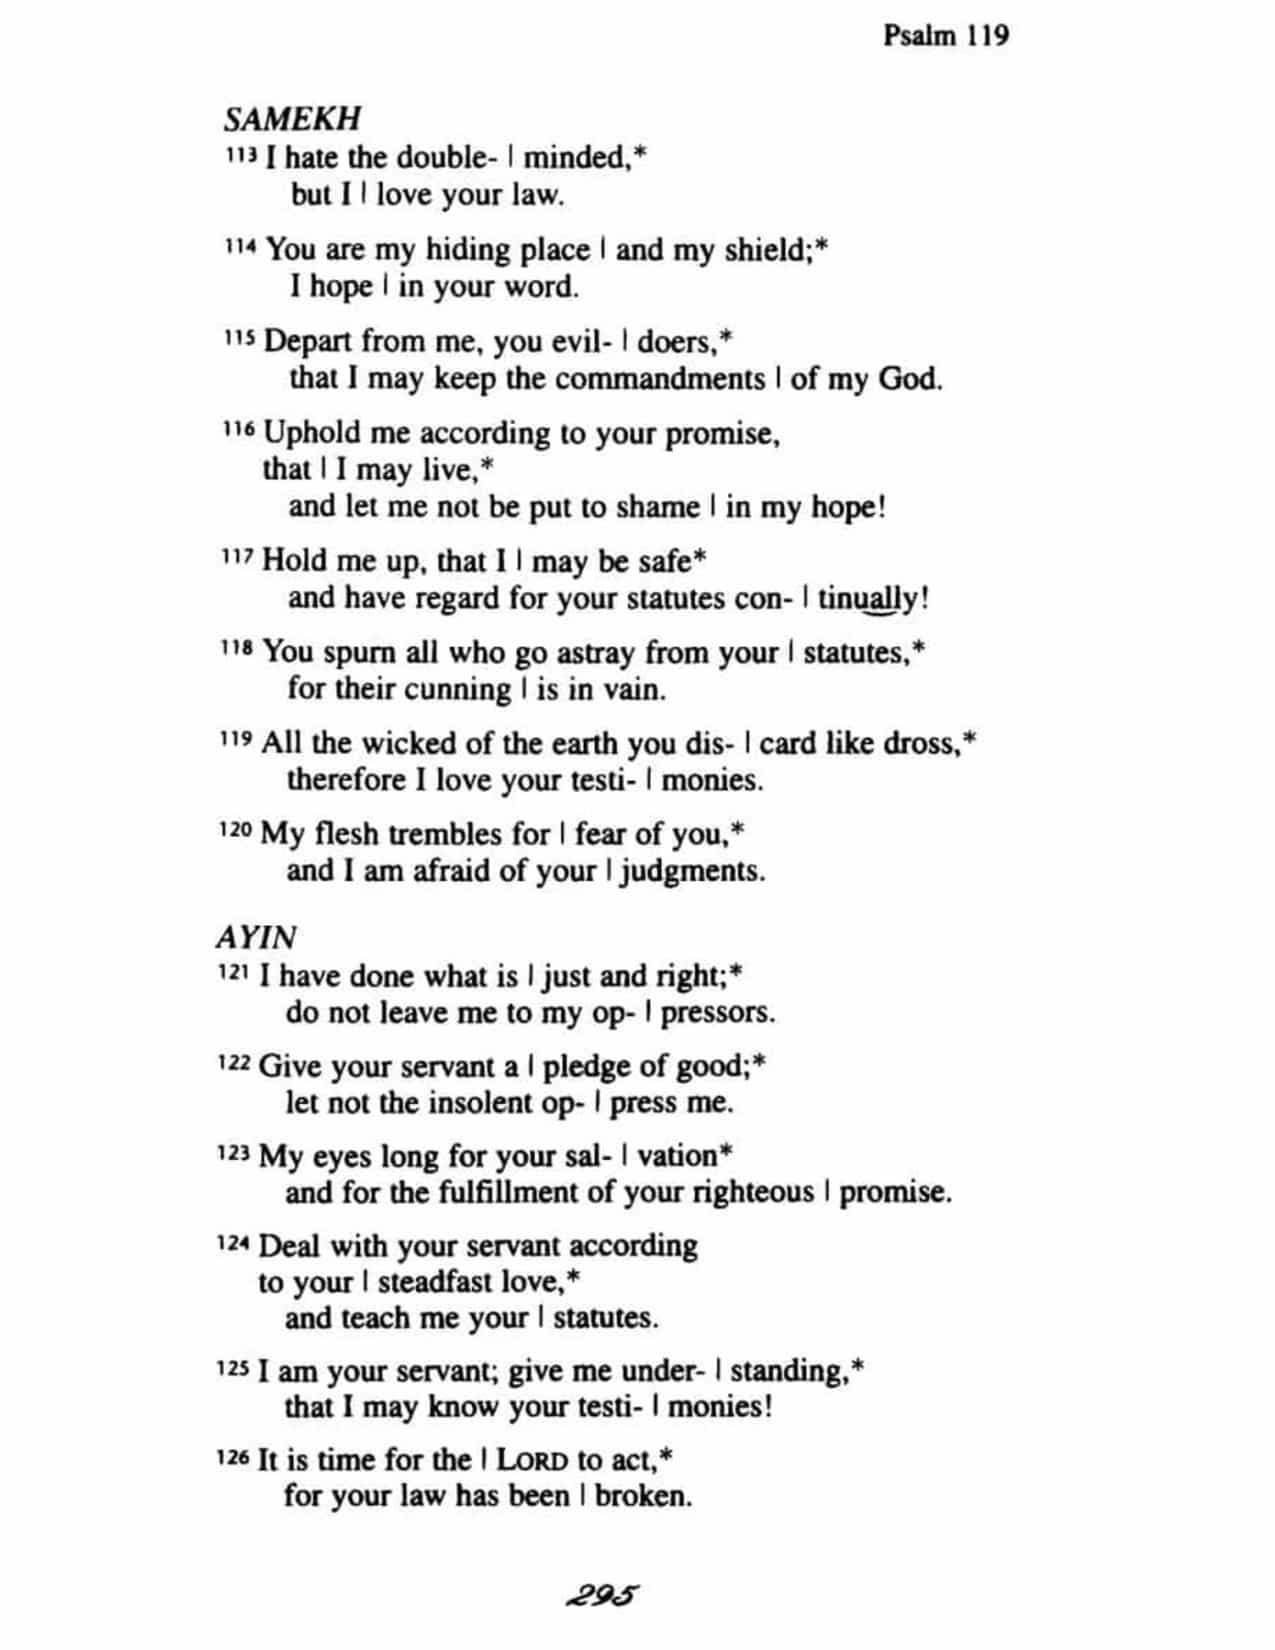 Psalm 119
SAMEKH
113 I hate the double- | minded,*
but I | love your law.
114 You are my hiding place | and my shield;*
I hope | in your word.
115 Depart from me, you evil- | doers,*
that I may keep the commandments | of my God.
116 Uphold me according to your promise,
that | I may live,*
and let me not be put to shame | in my hope!
117 Hold me up, that I | may be safe*
and have regard for your statutes con- | tinually!
118 You spurn all who go astray from your | statutes,*
for their cunning | is in vain.
119 All the wicked of the earth you dis- | card like dross,*
therefore I love your testi- | monies.
120 My flesh trembles for | fear of you,*
and I am afraid of your | judgments.
AYIN
121 I have done what is | just and right;*
do not leave me to my op- | pressors.
122 Give your servant a | pledge of good;*
let not the insolent op- | press me.
123 My eyes long for your sal- | vation*
and for the fulfillment of your righteous | promise.
124 Deal with your servant according
to your | steadfast love,*
and teach me your | statutes.
125 I am your servant; give me under- | standing,*
that I may know your testi- | monies!
126 It is time for the | LORD to act,*
for your law has been | broken.
295